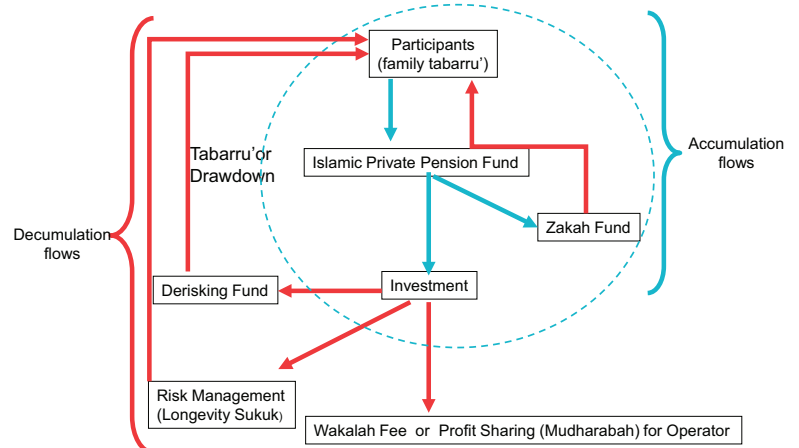 Participants
(family tabarru')
Tabarru'or
Drawdown
Islamic Private Pension Fund
Accumulation
flows
Zakah Fund
Decumulation
flows
Derisking Fund
Investment
Risk Management
(Longevity Sukuk)
Wakalah Fee or Profit Sharing (Mudharabah) for Operator